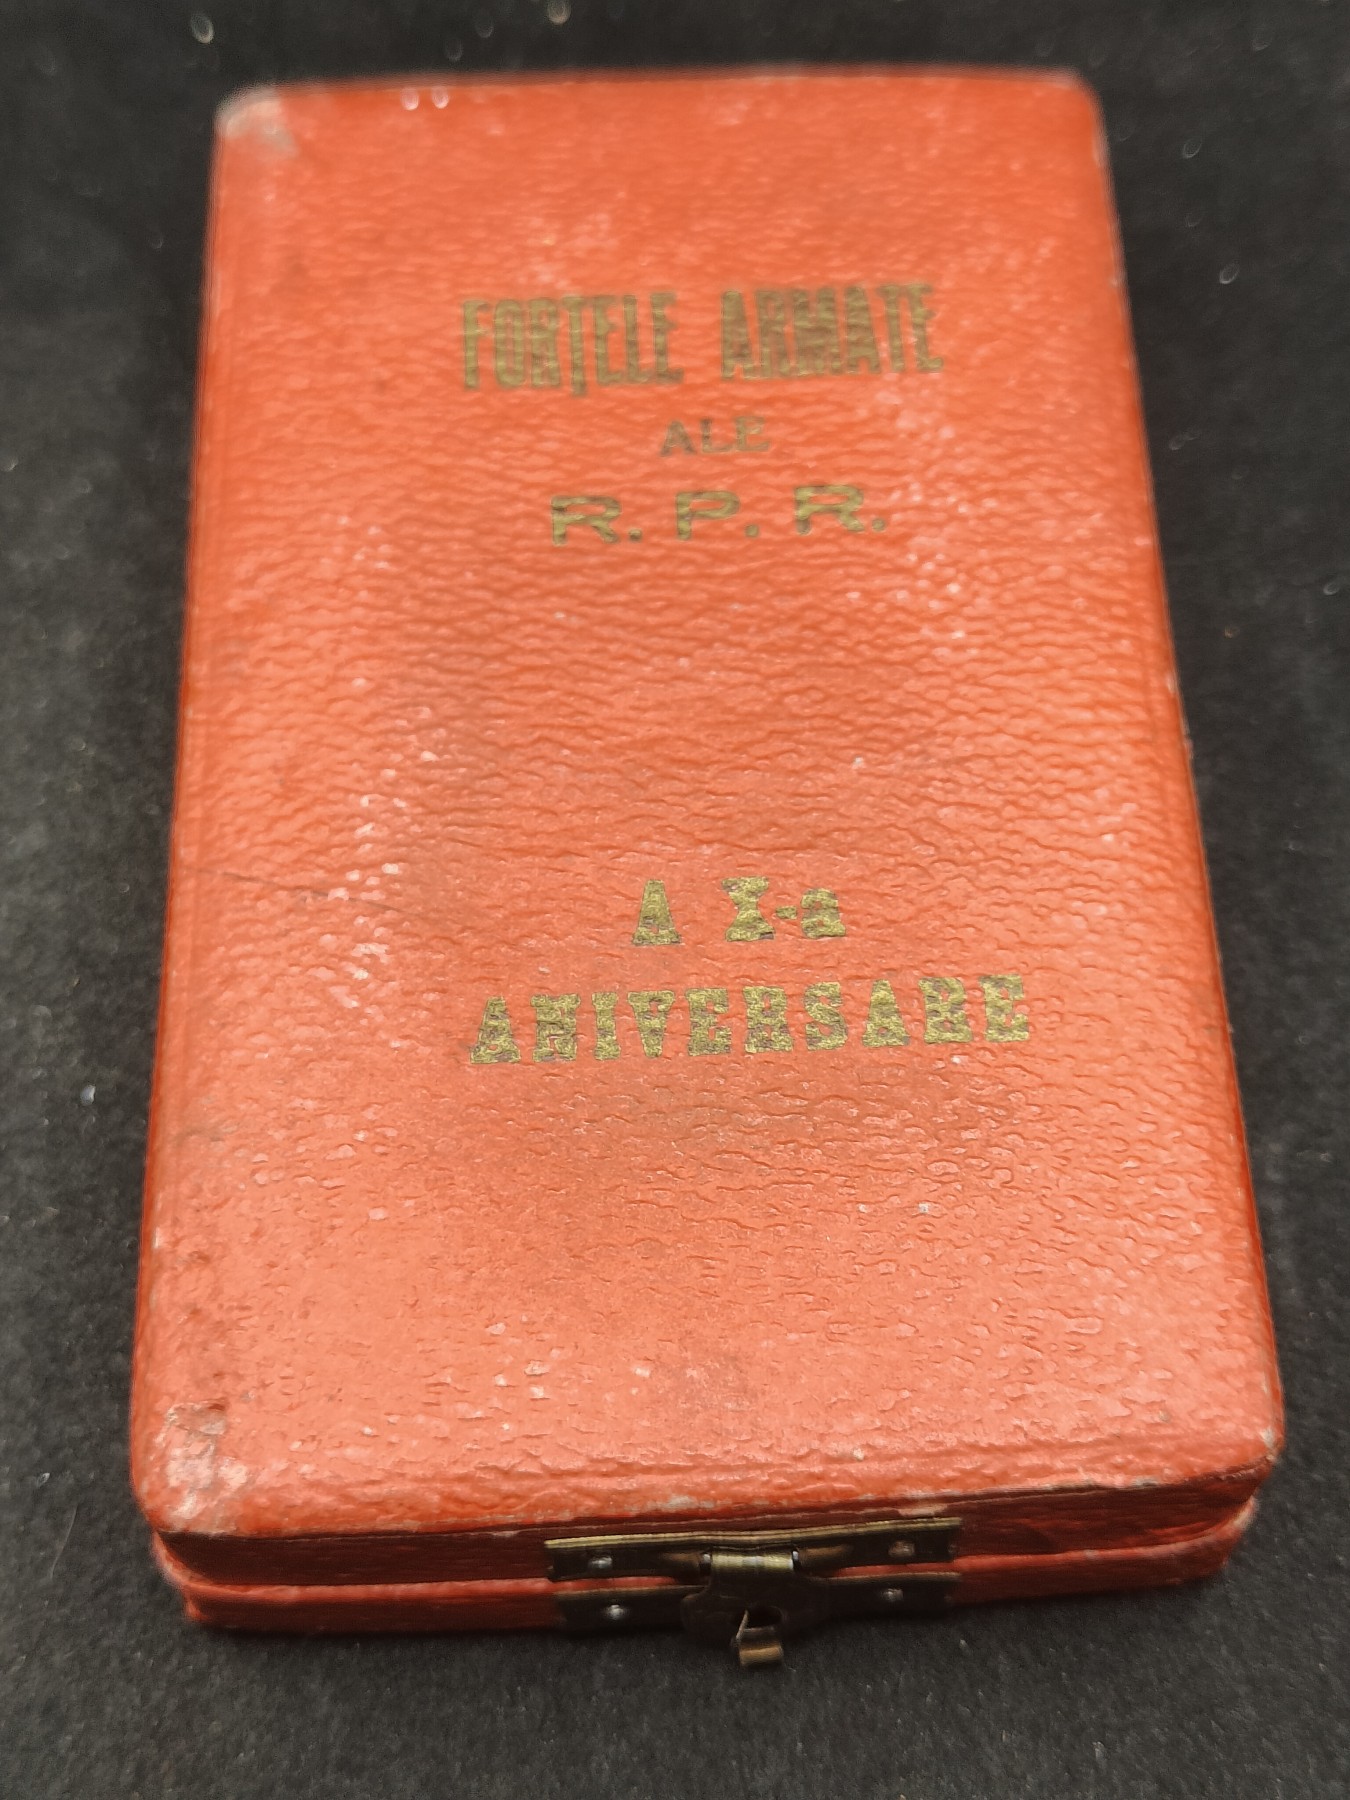 FORȚELE ARMATE
ALE
R. P. R.
A X-a
ANIVERSARE